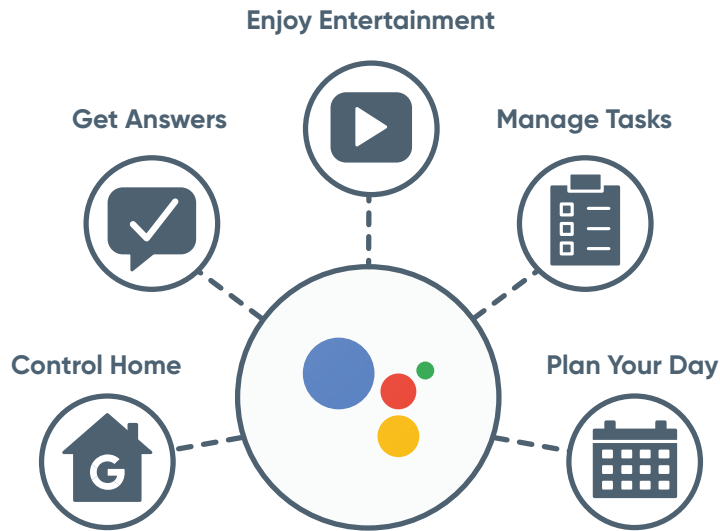 Enjoy Entertainment
Get Answers
Manage Tasks
Control Home
Plan Your Day
G